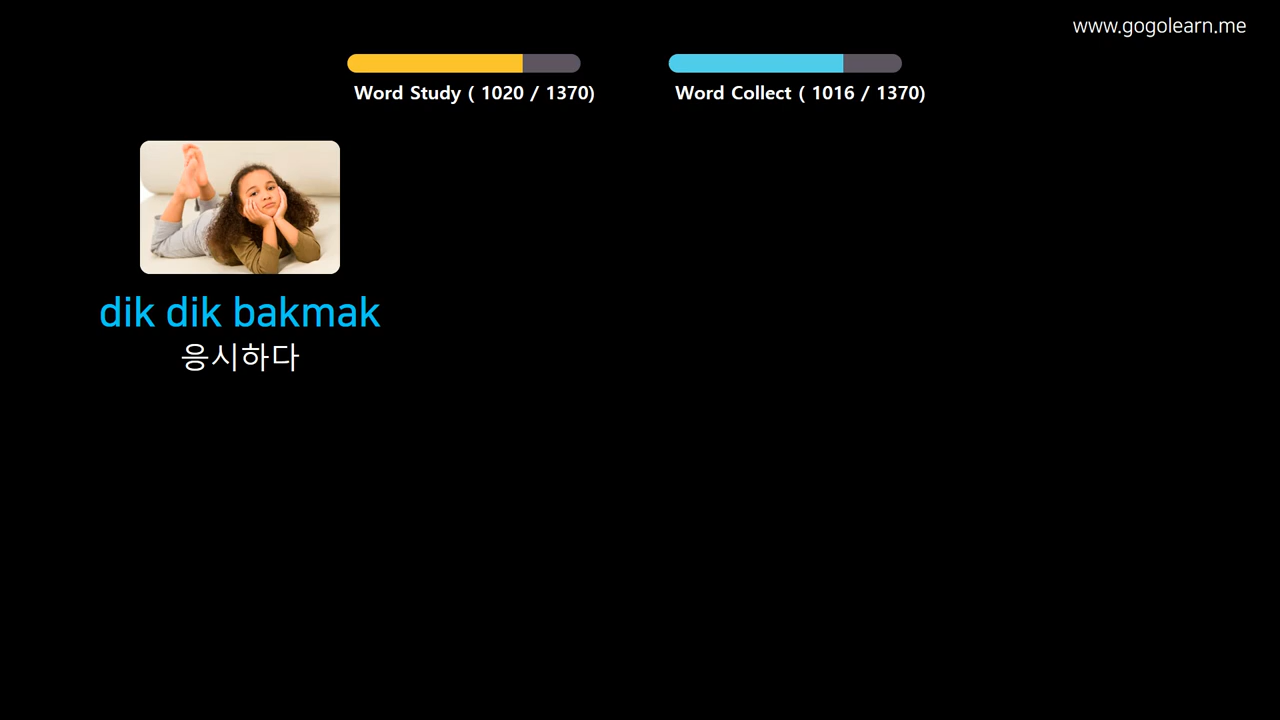 www.gogolearn.me
Word Study ( 1020 / 1370)
Word Collect ( 1016 / 1370)
dik dik bakmak
응시하다